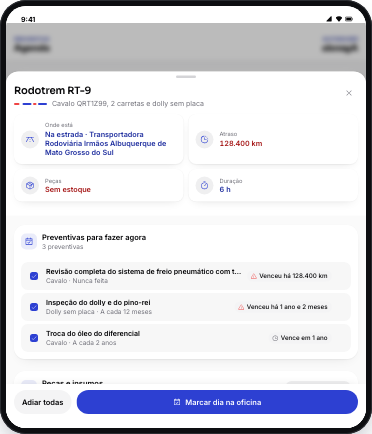 9:41
Rodotrem RT-9
Cavalo QRT1Z99, 2 carretas e dolly sem placa
Onde está
Na estrada · Transportadora
Rodoviária Irmãos Albuquerque de
Mato Grosso do Sul
Atraso
128.400 km
Peças
Sem estoque
Duração
6 h
Preventivas para fazer agora
3 preventivas
Revisão completa do sistema de freio pneumático com t...
Cavalo · Nunca feita
Venceu há 128.400 km
Inspeção do dolly e do pino-rei
Dolly sem placa · A cada 12 meses
Venceu há 1 ano e 2 meses
Troca do óleo do diferencial
Cavalo · A cada 2 anos
Vence em 1 ano
Peças e insumos
Adiar todas
Marcar dia na oficina